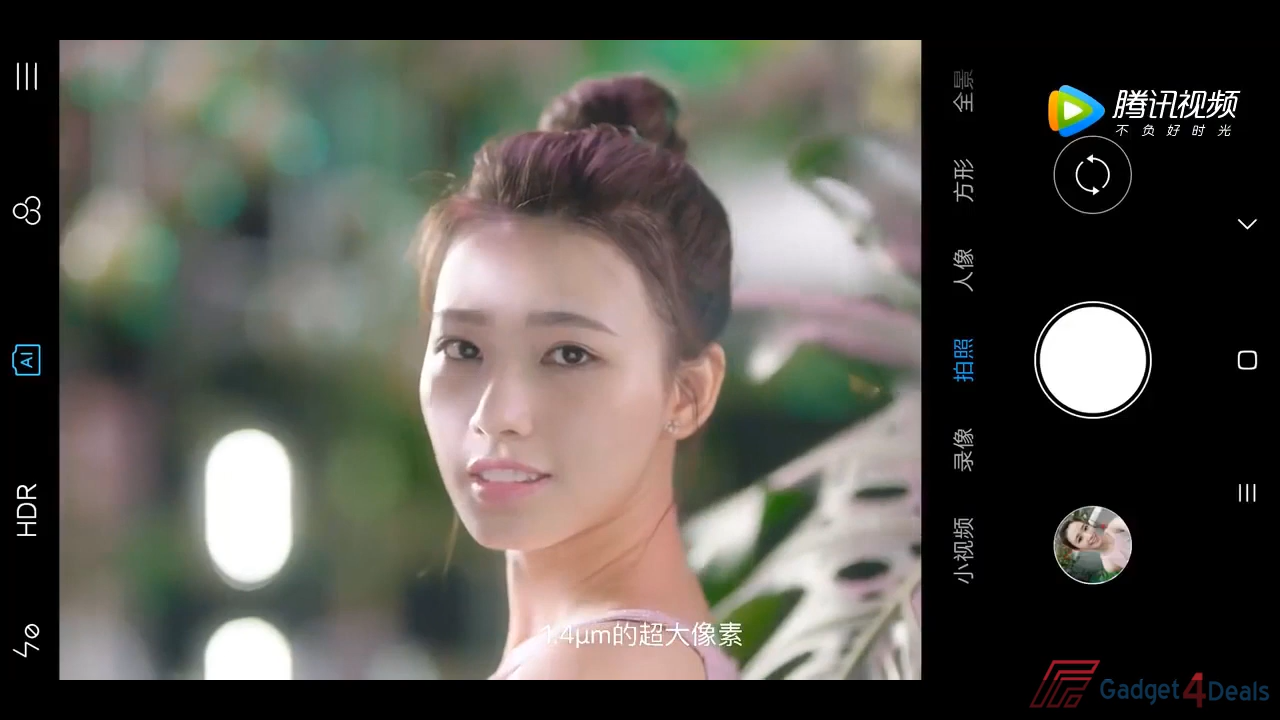 HDR
AI
1.4μm的超大像素
全景
方形
人像
拍照
录像
小视频
腾讯视频
不负好时光
Gadget4Deals